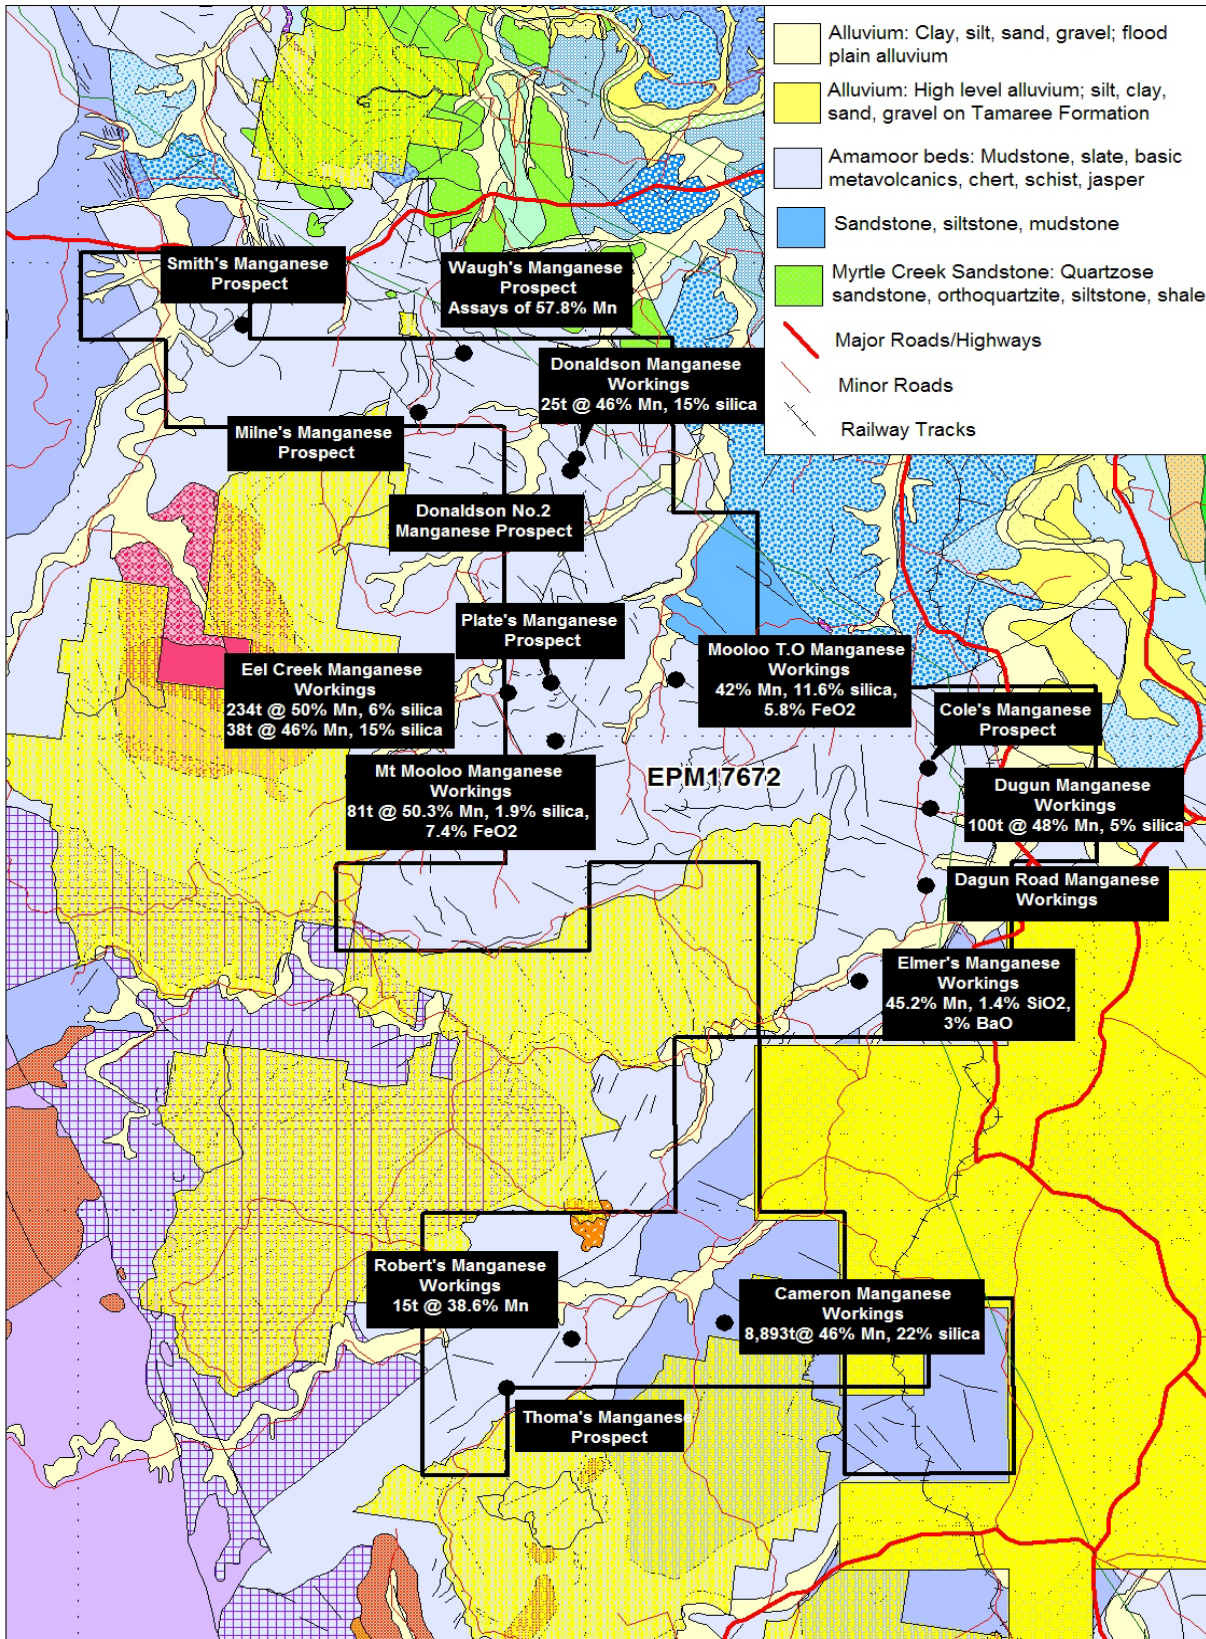 Alluvium: Clay, silt, sand, gravel; flood
plain alluvium
Alluvium: High level alluvium; silt, clay,
sand, gravel on Tamaree Formation
Amamoor beds: Mudstone, slate, basic
metavolcanics, chert, schist, jasper
Sandstone, siltstone, mudstone
Myrtle Creek Sandstone: Quartzose
sandstone, orthoquartzite, siltstone, shale
Major Roads/Highways
Minor Roads
Railway Tracks
Smith's Manganese
Prospect
Waugh's Manganese
Prospect
Assays of 57.8% Mn
Donaldson Manganese
Workings
25t @ 46% Mn, 15% silica
Milne's Manganese
Prospect
Donaldson No.2
Manganese Prospect
Plate's Manganese
Prospect
Mooloo T.O Manganese
Workings
42% Mn, 11.6% silica,
5.8% FeO2
Eel Creek Manganese
Workings
234t @ 50% Mn, 6% silica
38t @ 46% Mn, 15% silica
Cole's Manganese
Prospect
Mt Mooloo Manganese
Workings
81t @ 50.3% Mn, 1.9% silica,
7.4% FeO2
EPM17672
Dugun Manganese
Workings
100t @ 48% Mn, 5% silica
Dagun Road Manganese
Workings
Elmer's Manganese
Workings
45.2% Mn, 1.4% SiO2,
3% BaO
Robert's Manganese
Workings
15t @ 38.6% Mn
Cameron Manganese
Workings
8,893t@ 46% Mn, 22% silica
Thoma's Manganese
Prospect